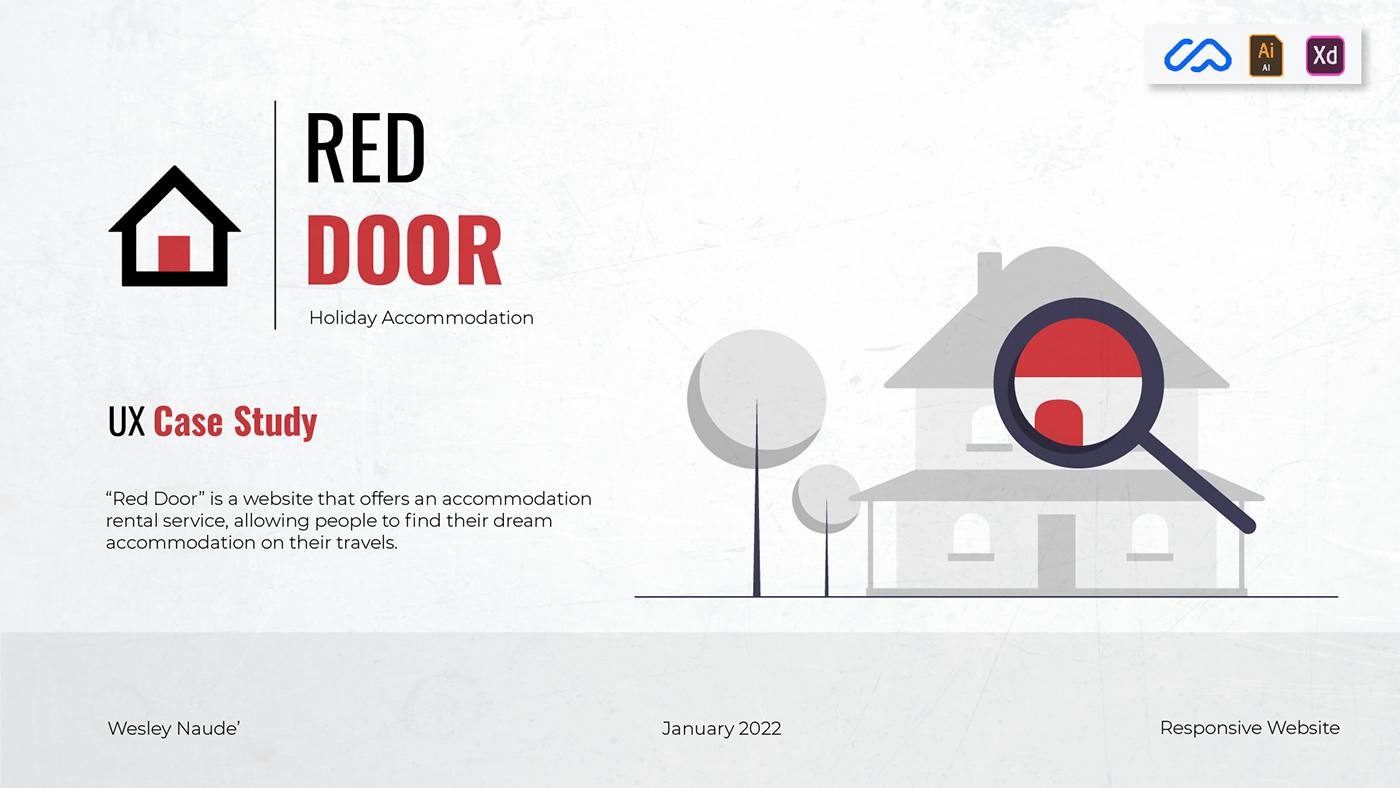 Ai
AI
Xd
RED
DOOR
Holiday Accommodation
UX Case Study
“Red Door” is a website that offers an accommodation
rental service, allowing people to find their dream
accommodation on their travels.
Wesley Naude’
January 2022
Responsive Website